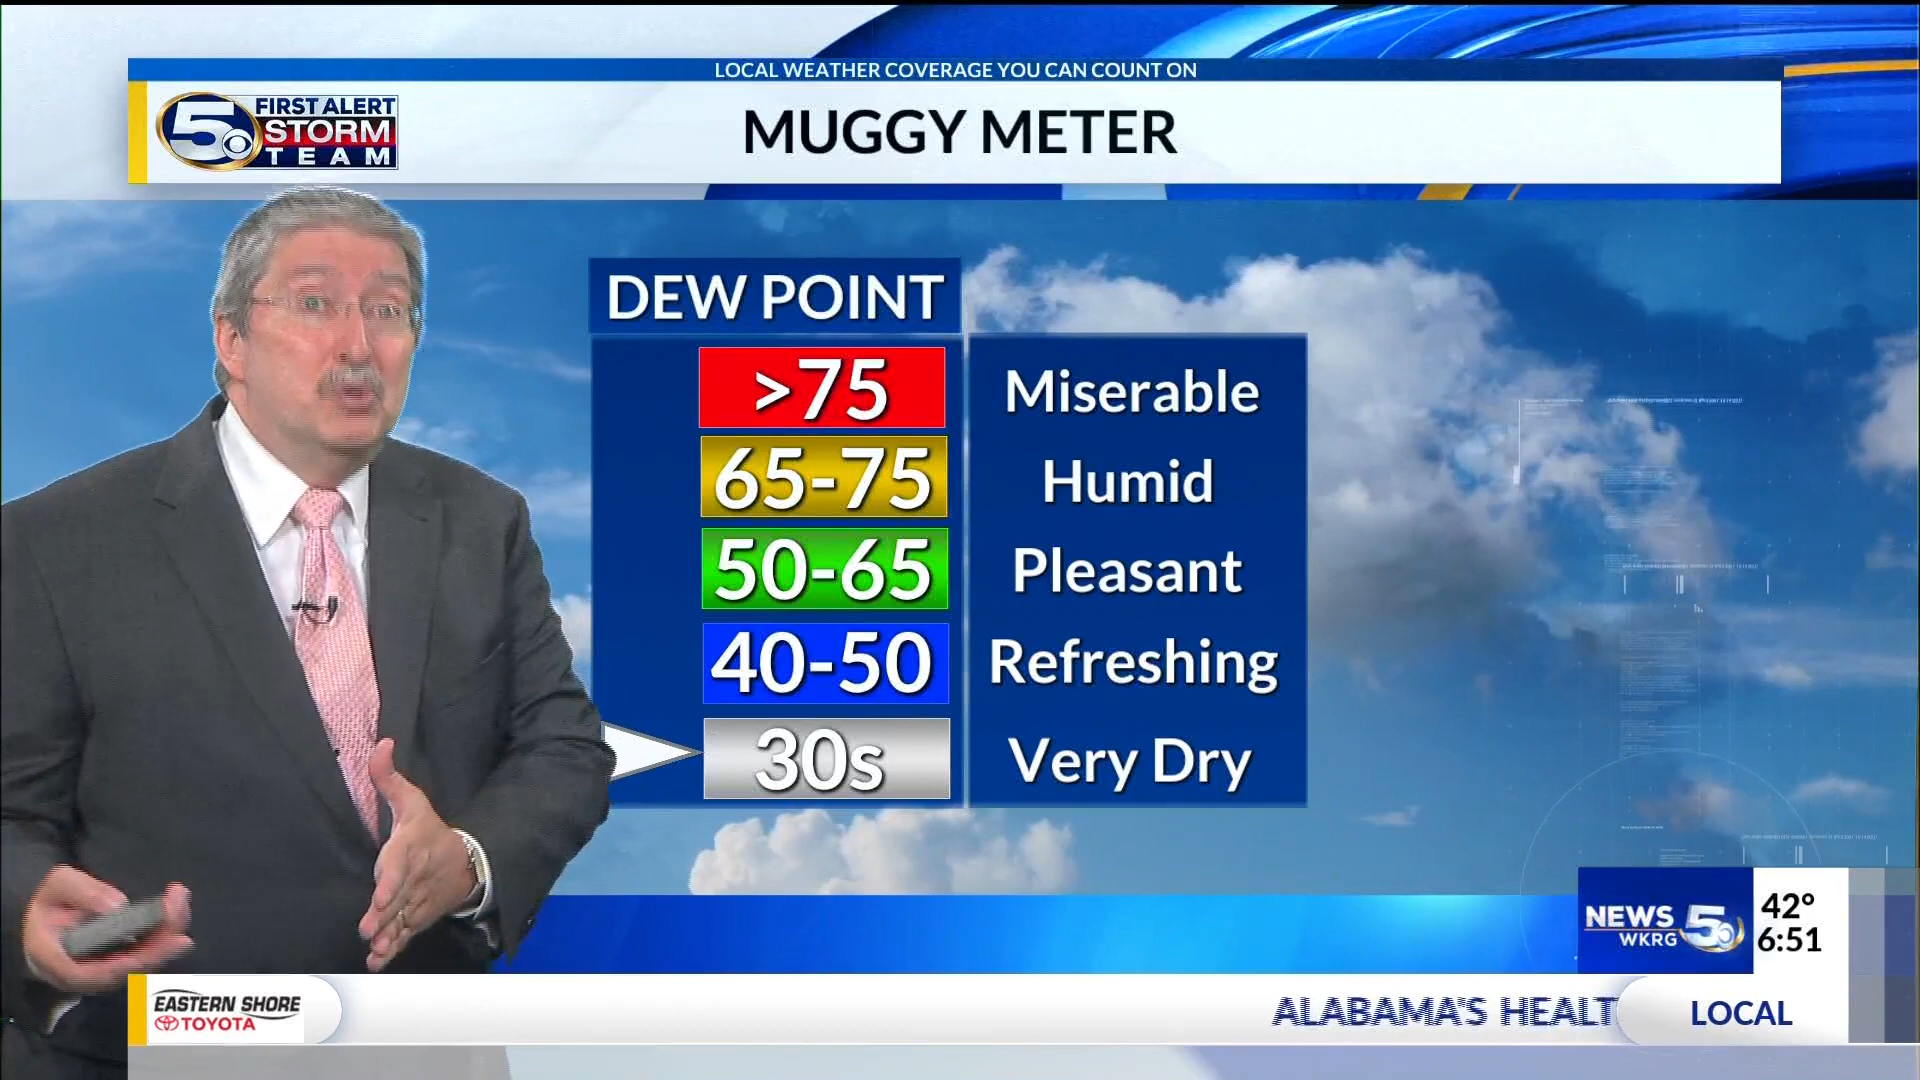 LOCAL WEATHER COVERAGE YOU CAN COUNT ON
5 FIRST ALERT
STORM
TEAM
MUGGY METER
DEW POINT
>75 Miserable
65-75 Humid
50-65 Pleasant
40-50 Refreshing
30s Very Dry
NEWS 5
WKRG
42°
6:51
EASTERN SHORE
TOYOTA
ALABAMA'S HEALT
LOCAL